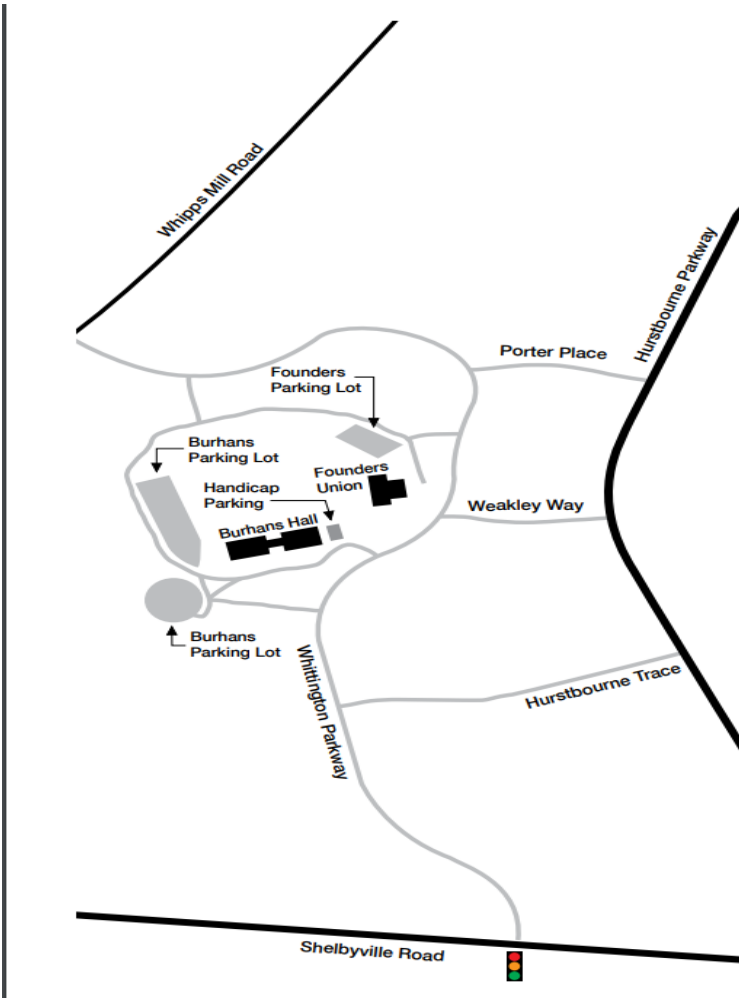 Whipps Mill Road
Hurstbourne Parkway
Porter Place
Founders
Parking Lot
Burhans
Parking Lot
Founders
Union
Handicap
Parking
Weakley Way
Burhans Hall
Burhans
Parking Lot
Whittington Parkway
Hurstbourne Trace
Shelbyville Road